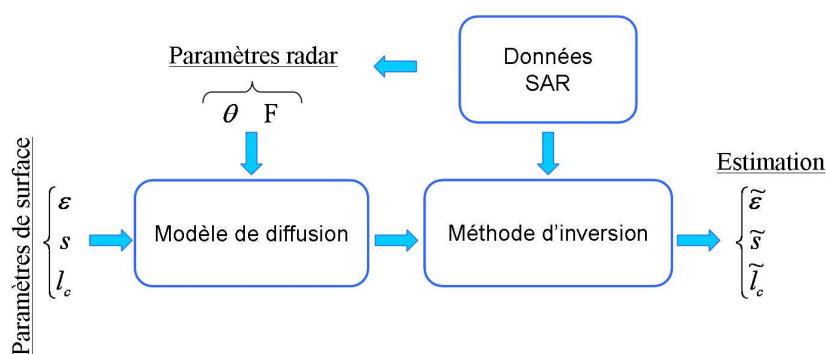 Paramètres radar
θ F
Données
SAR
Paramètres de surface
ε
s
l_c
Modèle de diffusion
Méthode d'inversion
Estimation
ε̃
s̃
l̃_c